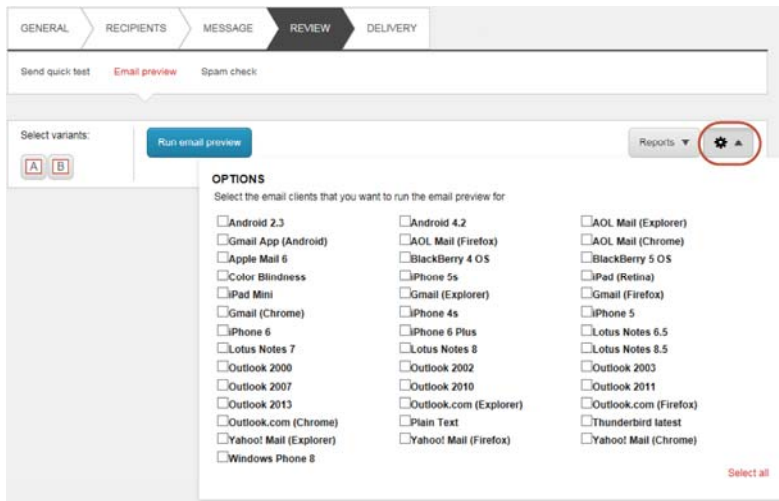 GENERAL RECIPIENTS MESSAGE REVIEW DELIVERY
Send quick test Email preview Spam check
Select variants:
Run email preview Reports
A B
OPTIONS
Select the email clients that you want to run the email preview for
Android 2.3 Android 4.2 AOL Mail (Explorer)
Gmail App (Android) AOL Mail (Firefox) AOL Mail (Chrome)
Apple Mail 6 BlackBerry 4 OS BlackBerry 5 OS
Color Blindness iPhone 5s iPad (Retina)
iPad Mini Gmail (Explorer) Gmail (Firefox)
Gmail (Chrome) iPhone 4s iPhone 5
iPhone 6 iPhone 6 Plus Lotus Notes 6.5
Lotus Notes 7 Lotus Notes 8 Lotus Notes 8.5
Outlook 2000 Outlook 2002 Outlook 2003
Outlook 2007 Outlook 2010 Outlook 2011
Outlook 2013 Outlook.com (Explorer) Outlook.com (Firefox)
Outlook.com (Chrome) Plain Text Thunderbird latest
Yahoo! Mail (Explorer) Yahoo! Mail (Firefox) Yahoo! Mail (Chrome)
Windows Phone 8
Select all